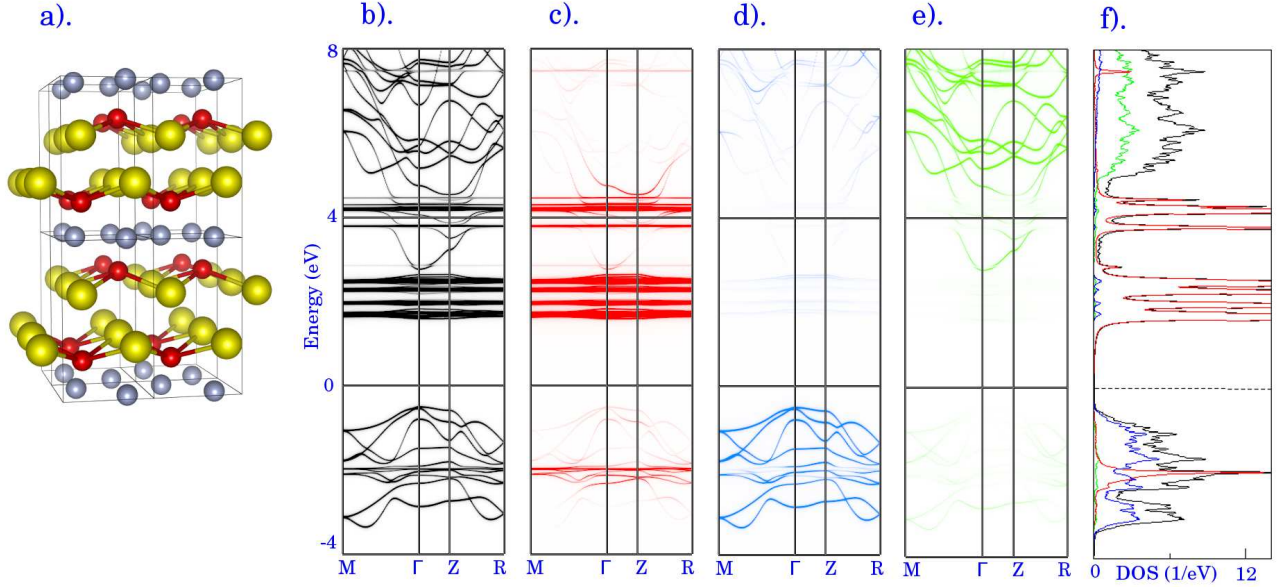 a). b). c). d). e). f).
8
4
0
-4
Energy (eV)
M Γ Z R M Γ Z R M Γ Z R M Γ Z R 0 DOS (1/eV) 12